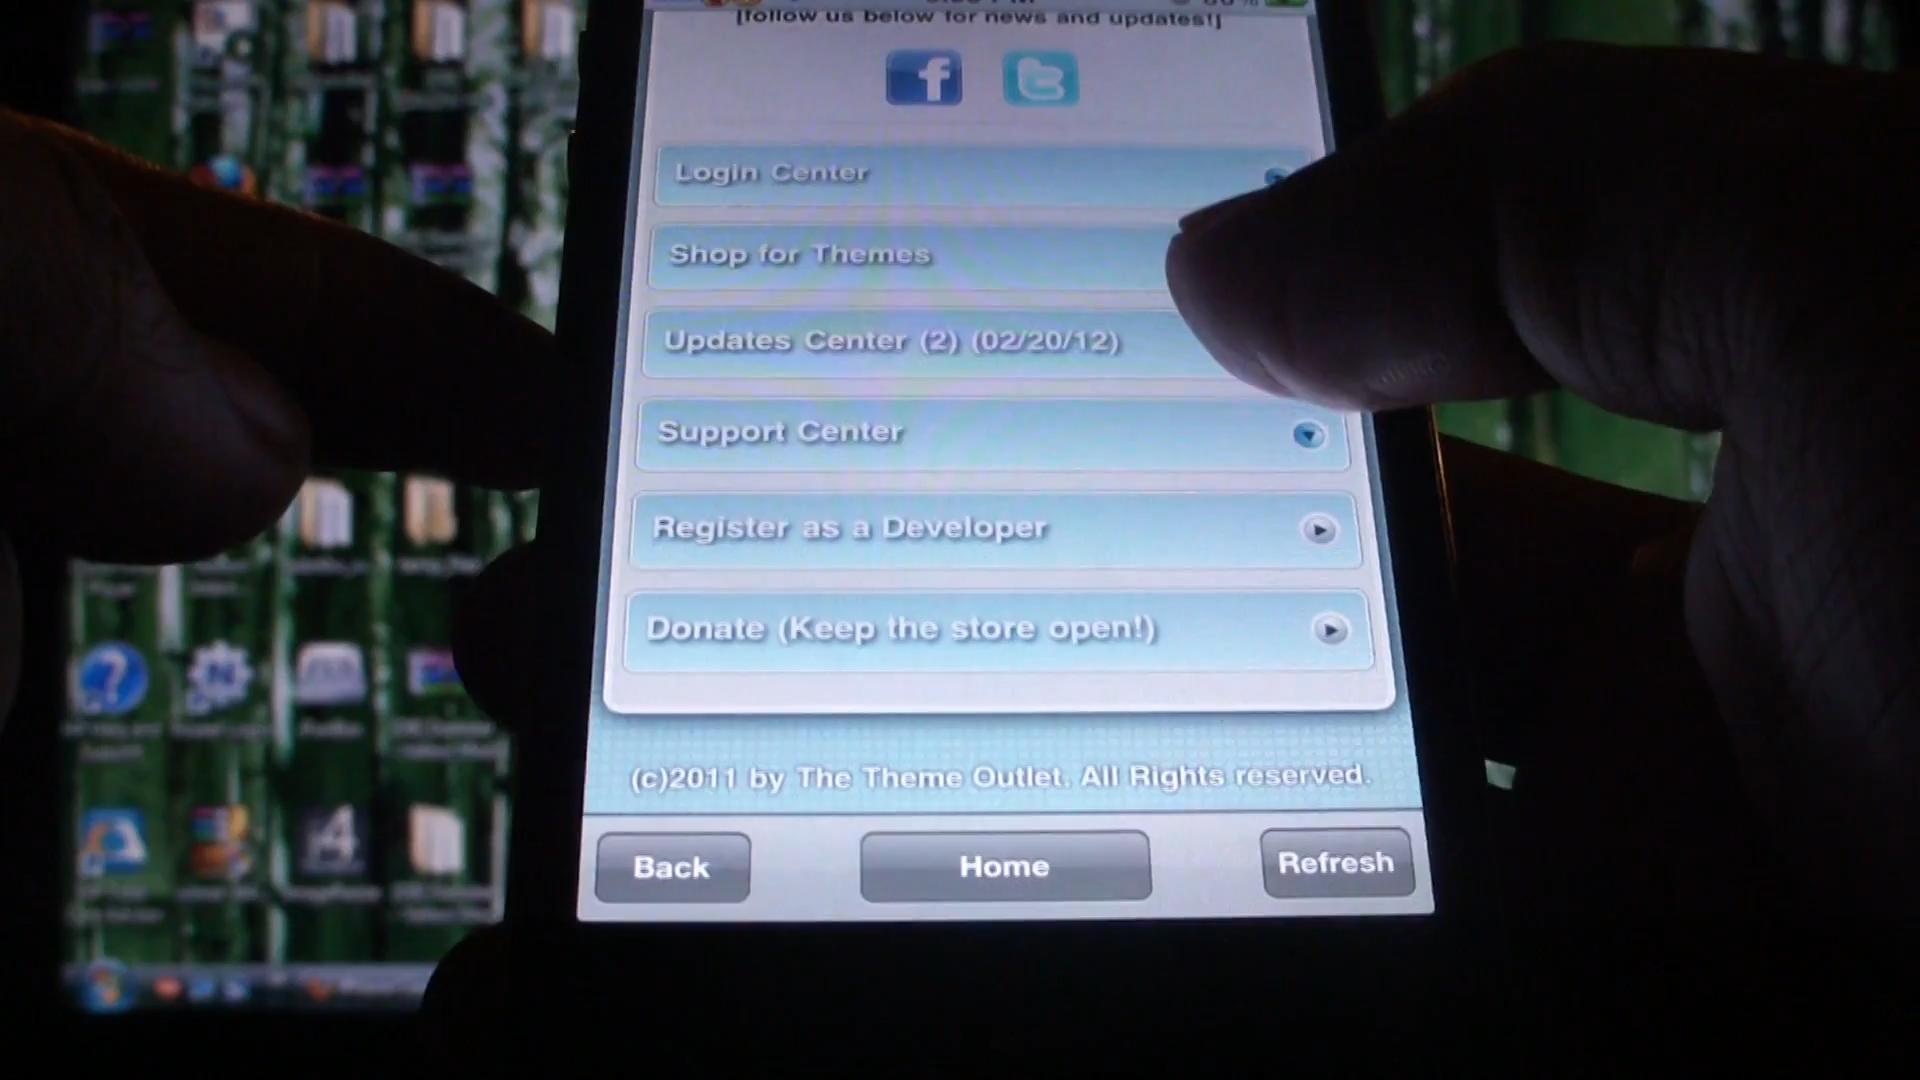 [follow us below for news and updates!]
Login Center
Shop for Themes
Updates Center (2) (02/20/12)
Support Center
Register as a Developer
Donate (Keep the store open!)
(c)2011 by The Theme Outlet. All Rights reserved.
Back
Home
Refresh